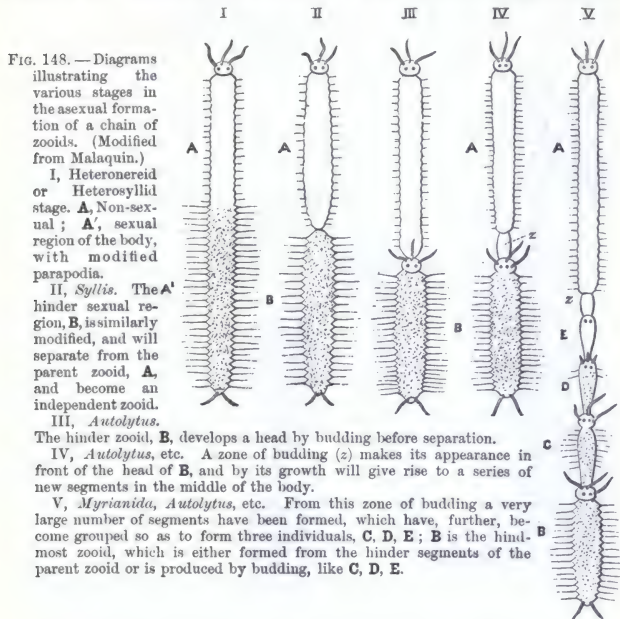 I II III IV V
FIG. 148. — Diagrams
illustrating the
various stages in
the asexual forma-
tion of a chain of
zooids. (Modified
from Malaquin.)
I, Heteronereid
or Heterosyllid
stage. A, Non-sex-
ual ; A′, sexual
region of the body,
with modified
parapodia.
II, Syllis. The
hinder sexual re-
gion, B, is similarly
modified, and will
separate from the
parent zooid, A,
and become an
independent zooid.
III, Autolytus.
The hinder zooid, B, develops a head by budding before separation.
IV, Autolytus, etc. A zone of budding (z) makes its appearance in
front of the head of B, and by its growth will give rise to a series of
new segments in the middle of the body.
V, Myrianida, Autolytus, etc. From this zone of budding a very
large number of segments have been formed, which have, further, be-
come grouped so as to form three individuals, C, D, E ; B is the hind-
most zooid, which is either formed from the hinder segments of the
parent zooid or is produced by budding, like C, D, E.
A A A A
z
A′
B B
z
E
D
C
B